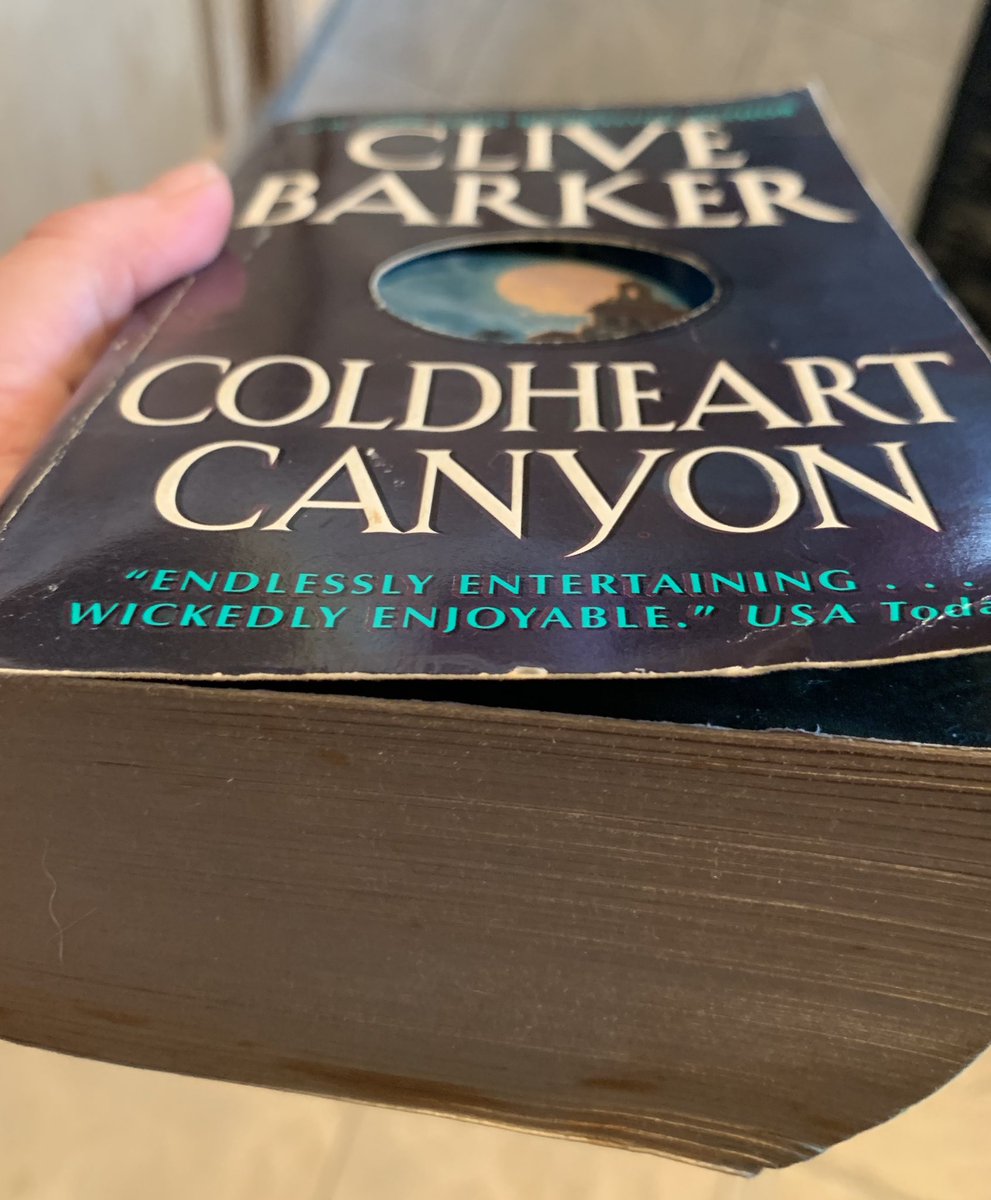 CLIVE
BARKER
COLDHEART
CANYON
"ENDLESSLY ENTERTAINING . . .
WICKEDLY ENJOYABLE." USA Toda